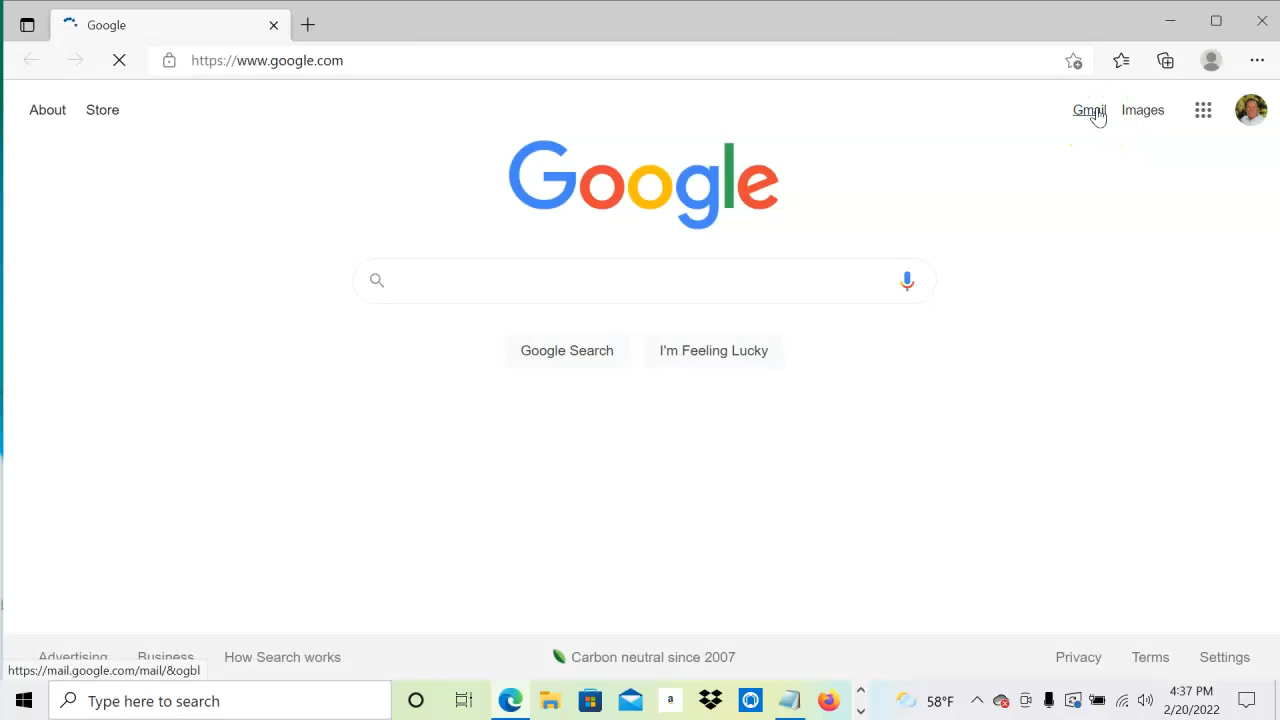 Google
https://www.google.com
About Store
Gmail Images
Google
Google Search I'm Feeling Lucky
Advertising Business How Search works
Carbon neutral since 2007
Privacy Terms Settings
https://mail.google.com/mail/&ogbl
Type here to search
a
58°F
4:37 PM
2/20/2022